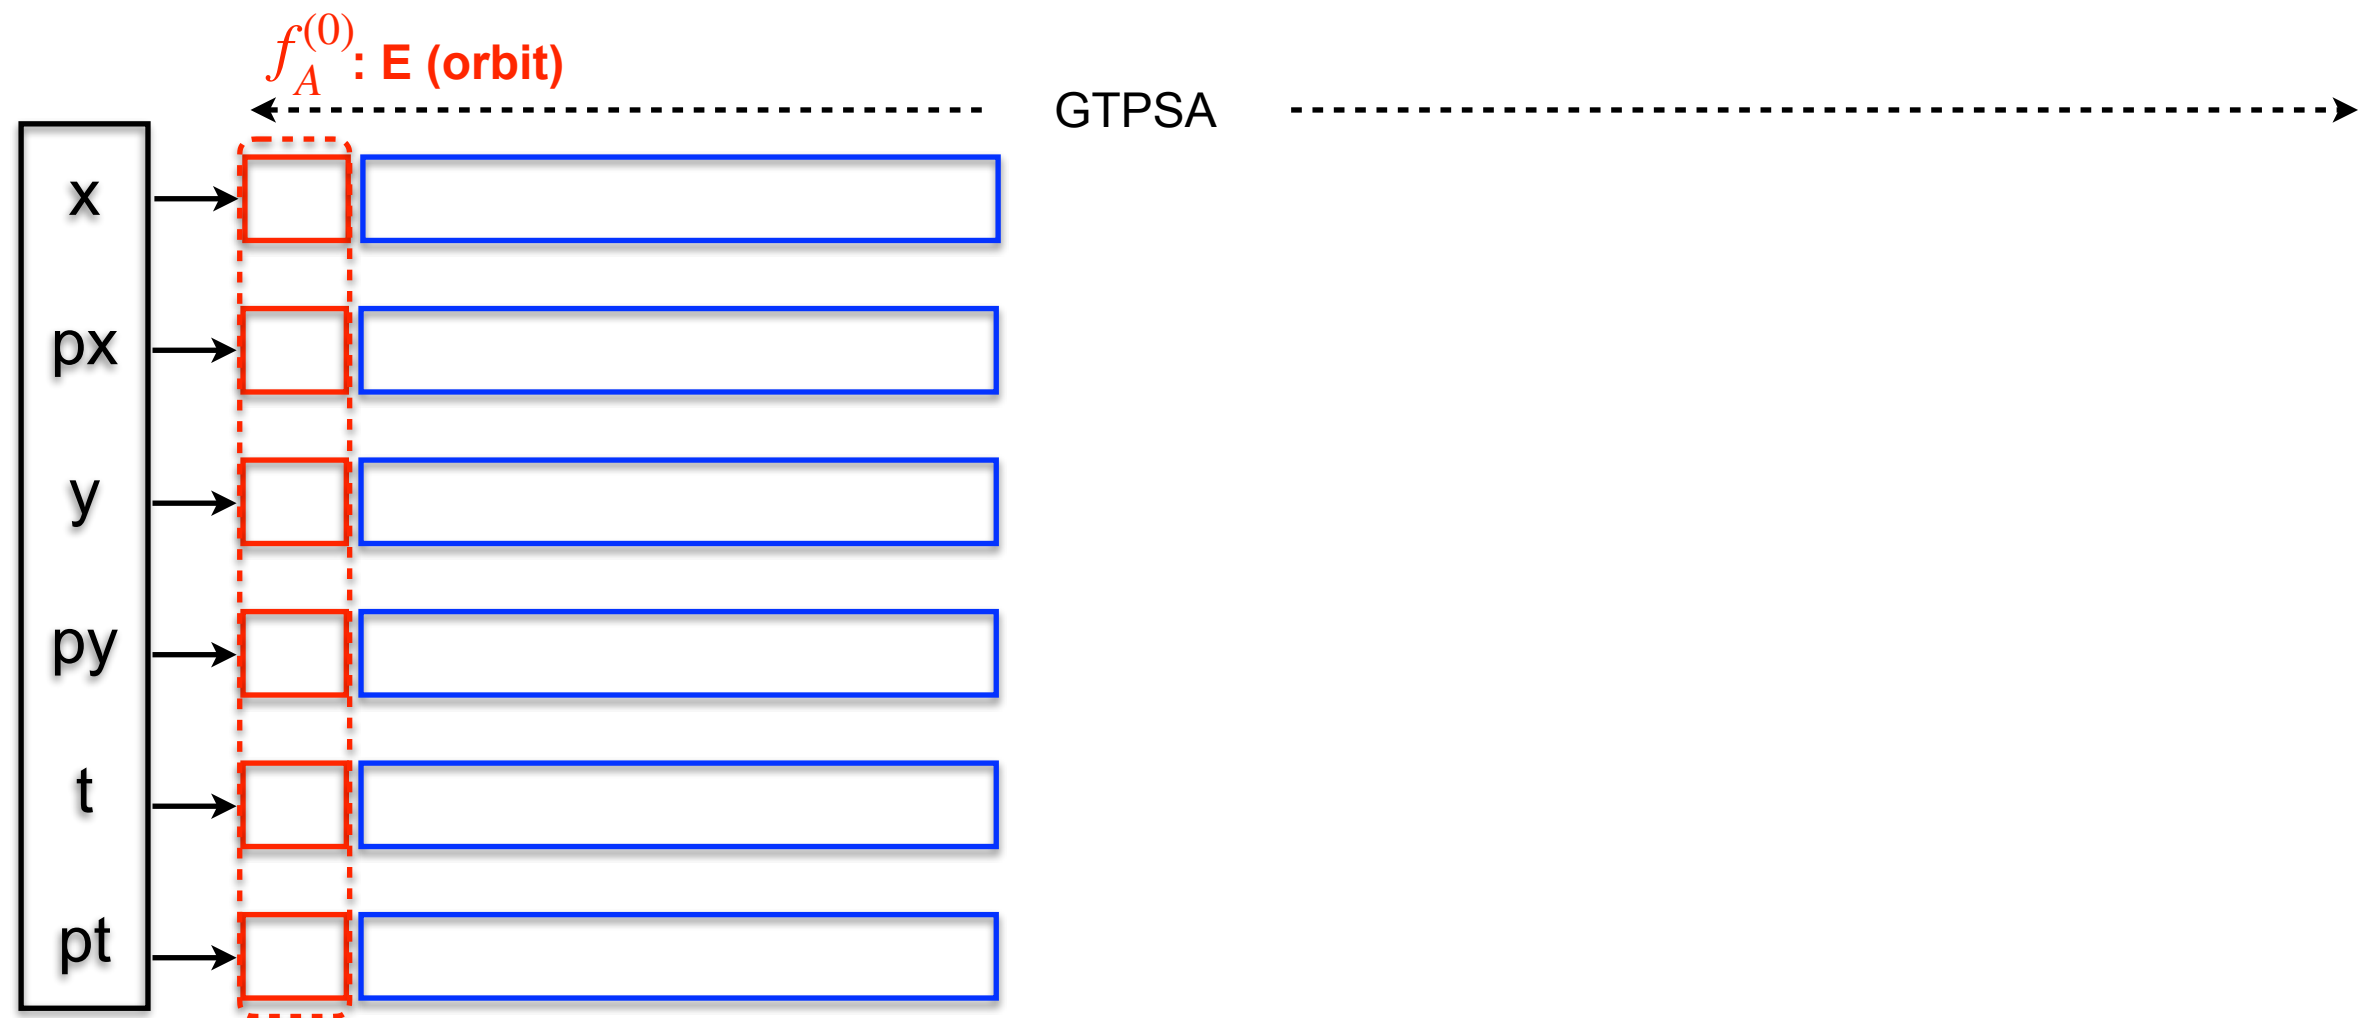 f_A^(0): E (orbit)
GTPSA
x
px
y
py
t
pt